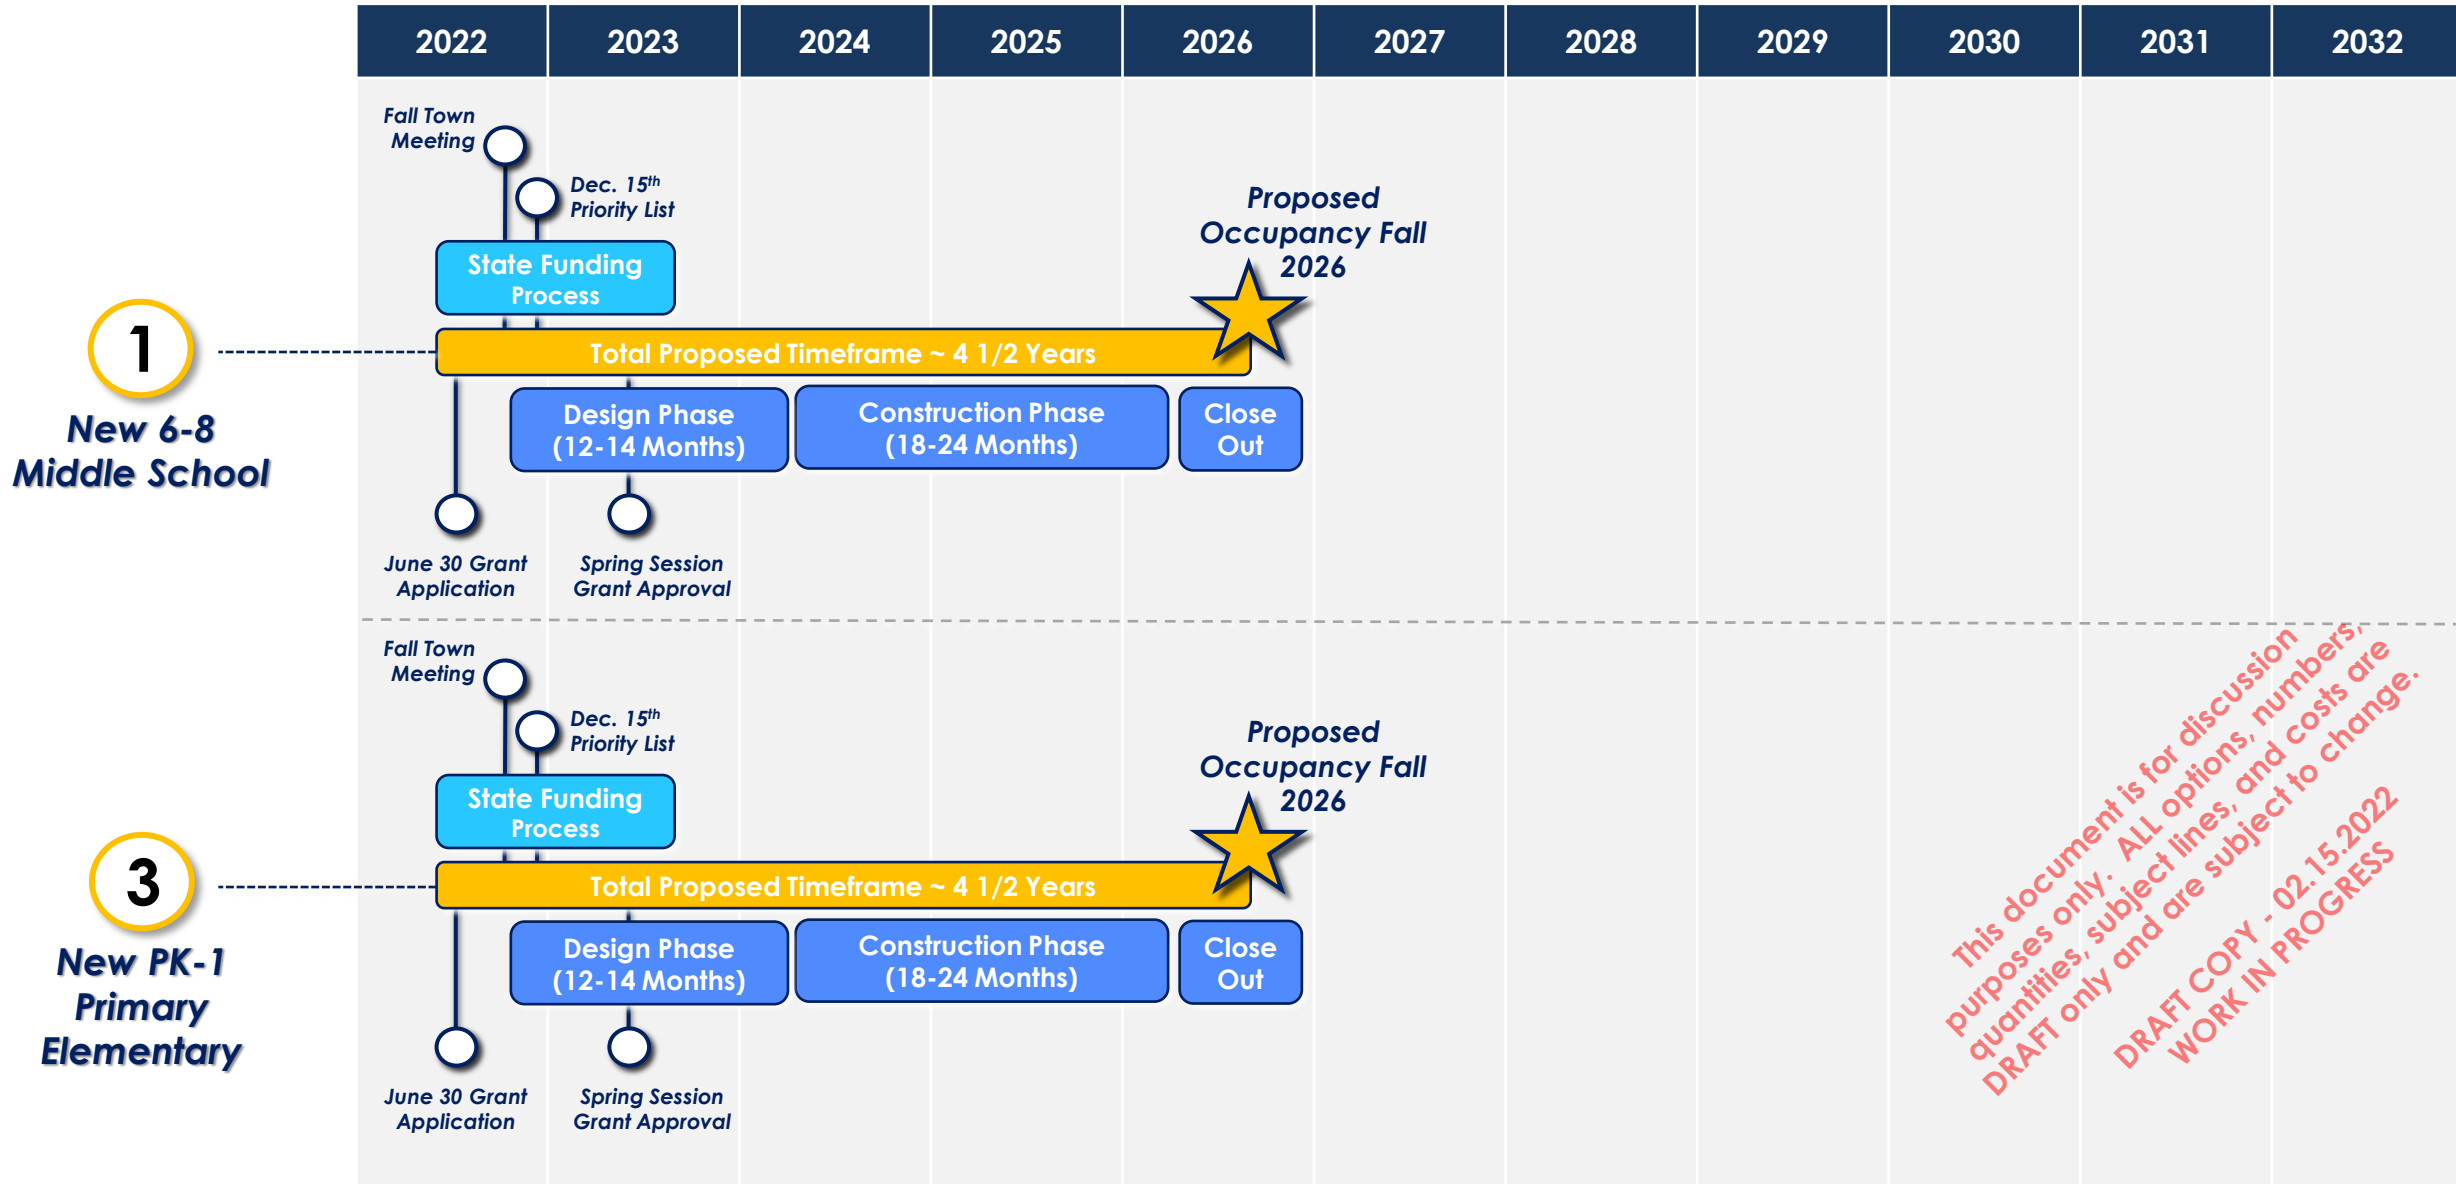 2022 2023 2024 2025 2026 2027 2028 2029 2030 2031 2032
Fall Town
Meeting
Dec. 15th
Priority List
State Funding
Process
Proposed
Occupancy Fall
2026
1
New 6-8
Middle School
Total Proposed Timeframe ~ 4 1/2 Years
Design Phase
(12-14 Months)
Construction Phase
(18-24 Months)
Close
Out
June 30 Grant
Application
Spring Session
Grant Approval
Fall Town
Meeting
Dec. 15th
Priority List
State Funding
Process
Proposed
Occupancy Fall
2026
3
New PK-1
Primary
Elementary
Total Proposed Timeframe ~ 4 1/2 Years
Design Phase
(12-14 Months)
Construction Phase
(18-24 Months)
Close
Out
June 30 Grant
Application
Spring Session
Grant Approval
This document is for discussion
purposes only. ALL options, numbers,
quantities, subject lines, and costs are
DRAFT only and are subject to change.
DRAFT COPY - 02.15.2022
WORK IN PROGRESS